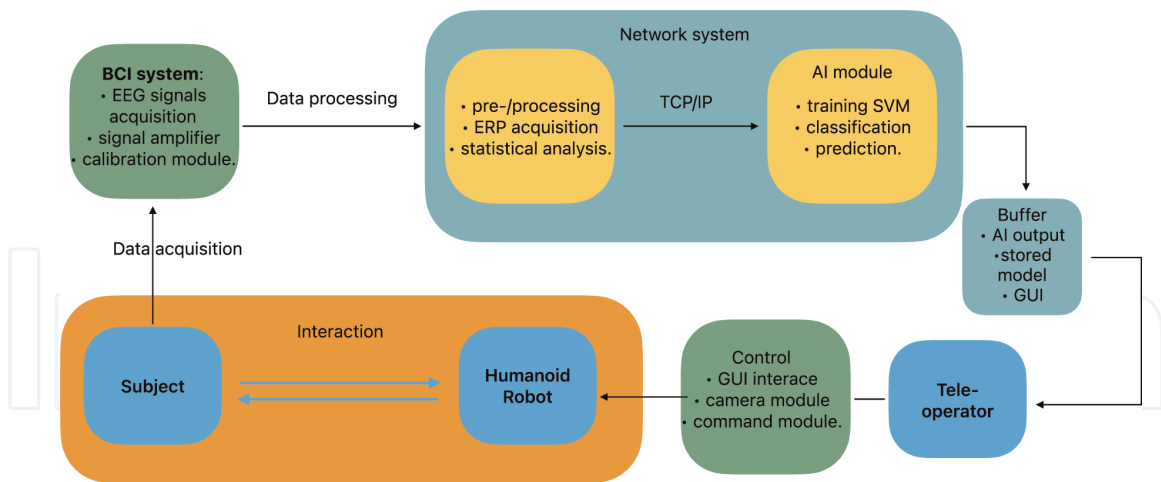 Network system
BCI system:
• EEG signals
acquisition
• signal amplifier
• calibration module.
Data processing
• pre-/processing
• ERP acquisition
• statistical analysis.
TCP/IP
AI module
• training SVM
• classification
• prediction.
Buffer
• AI output
•stored
model
• GUI
Data acquisition
Interaction
Subject
Humanoid
Robot
Control
• GUI interace
• camera module
• command module.
Tele-
operator